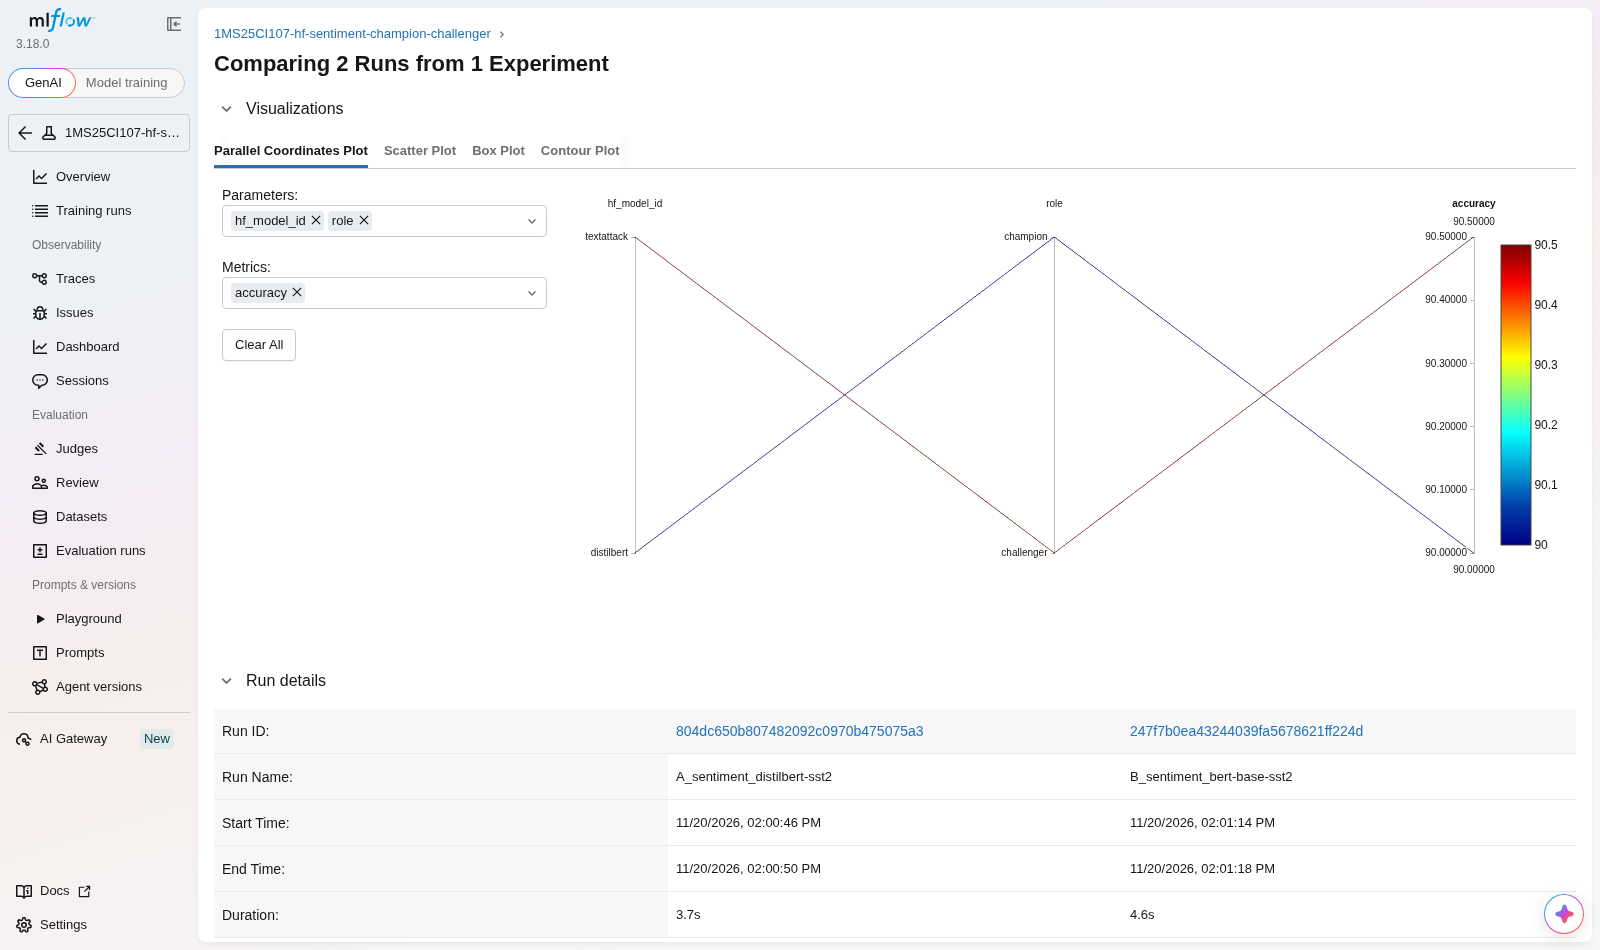 mlflow
3.18.0
GenAI
Model training
1MS25CI107-hf-s...
Overview
Training runs
Observability
Traces
Issues
Dashboard
Sessions
Evaluation
Judges
Review
Datasets
Evaluation runs
Prompts & versions
Playground
Prompts
Agent versions
AI Gateway New
Docs
Settings
1MS25CI107-hf-sentiment-champion-challenger
Comparing 2 Runs from 1 Experiment
Visualizations
Parallel Coordinates Plot Scatter Plot Box Plot Contour Plot
Parameters:
hf_model_id role
Metrics:
accuracy
Clear All
hf_model_id role accuracy
90.50000
textattack champion 90.50000 90.5
90.40000 90.4
90.30000 90.3
90.20000 90.2
90.10000 90.1
distilbert challenger 90.00000 90
90.00000
Run details
Run ID: 804dc650b807482092c0970b475075a3 247f7b0ea43244039fa5678621ff224d
Run Name: A_sentiment_distilbert-sst2 B_sentiment_bert-base-sst2
Start Time: 11/20/2026, 02:00:46 PM 11/20/2026, 02:01:14 PM
End Time: 11/20/2026, 02:00:50 PM 11/20/2026, 02:01:18 PM
Duration: 3.7s 4.6s